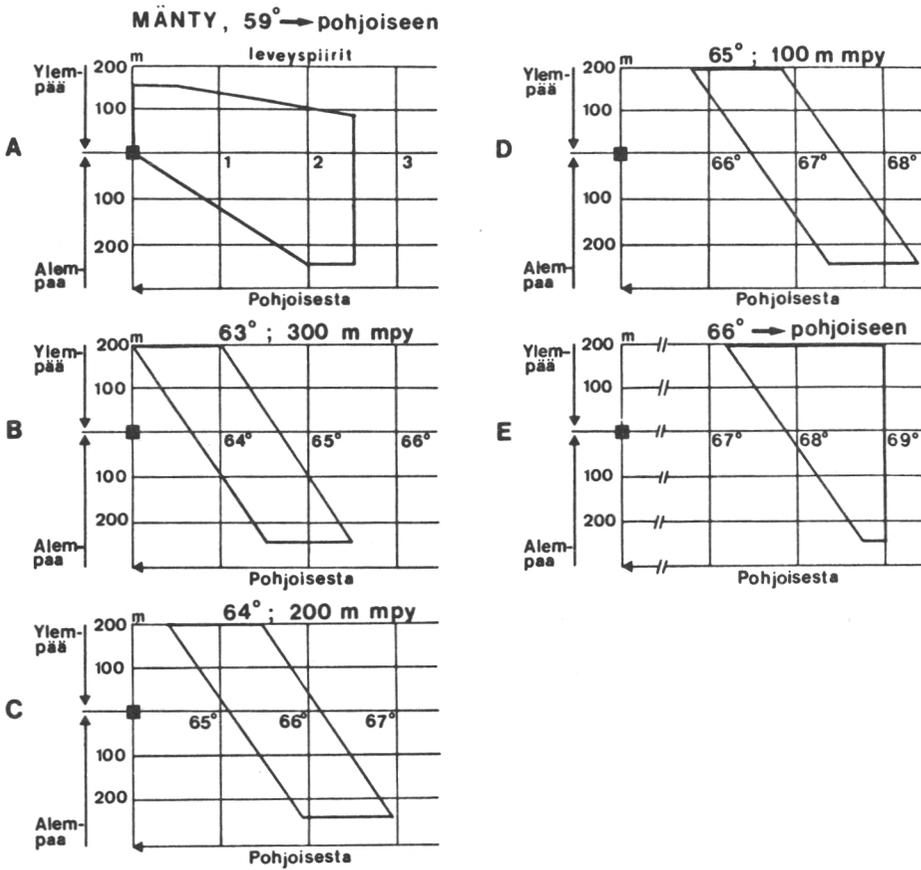 MÄNTY, 59° → pohjoiseen
A
m
leveyspiirit
Ylem-
pää
200
100
1 2 3
100
200
Alem-
paa
Pohjoisesta
B
63° ; 300 m mpy
m
Ylem-
pää
200
100
64° 65° 66°
100
200
Alem-
paa
Pohjoisesta
C
64° ; 200 m mpy
m
Ylem-
pää
200
100
65° 66° 67°
100
200
Alem-
paa
Pohjoisesta
D
65° ; 100 m mpy
m
Ylem-
pää
200
100
66° 67° 68°
100
200
Alem-
paa
Pohjoisesta
E
66° → pohjoiseen
m
Ylem-
pää
200
100
67° 68° 69°
100
200
Alem-
paa
Pohjoisesta